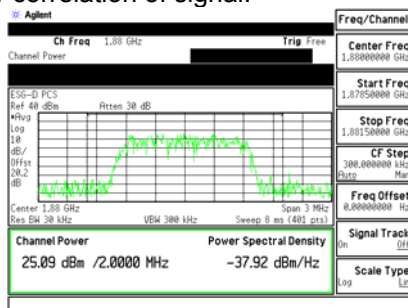 correlation of signal.
Agilent
Freq/Channel
Ch Freq 1.88 GHz Trig Free
Channel Power
Center Freq
1.88000000 GHz
Start Freq
1.87850000 GHz
Stop Freq
1.88150000 GHz
CF Step
300.000000 kHz
Auto Man
Freq Offset
0.00000000 Hz
Signal Track
On Off
Scale Type
Log Lin
ESG-D PCS
Ref 40 dBm Atten 30 dB
#Avg
Log
10
dB/
Offst
20.2
dB
Center 1.88 GHz Span 3 MHz
Res BW 30 kHz VBW 300 kHz Sweep 8 ms (401 pts)
Channel Power Power Spectral Density
25.09 dBm /2.0000 MHz -37.92 dBm/Hz